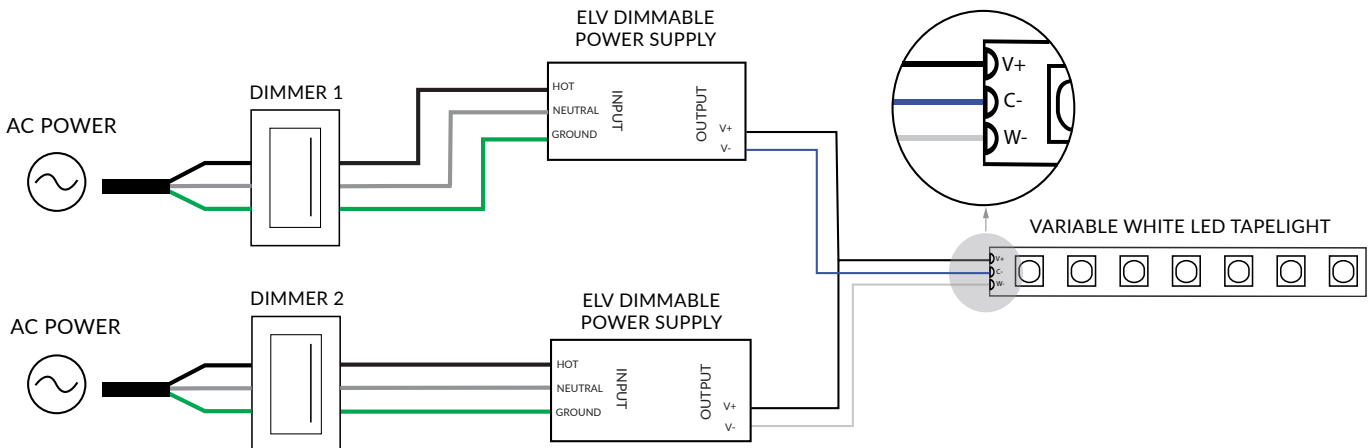 ELV DIMMABLE
POWER SUPPLY
DIMMER 1
AC POWER
HOT
NEUTRAL
GROUND
INPUT
OUTPUT
V+
V-
V+
C-
W-
VARIABLE WHITE LED TAPELIGHT
V+
C-
W-
DIMMER 2
AC POWER
ELV DIMMABLE
POWER SUPPLY
HOT
NEUTRAL
GROUND
INPUT
OUTPUT
V+
V-